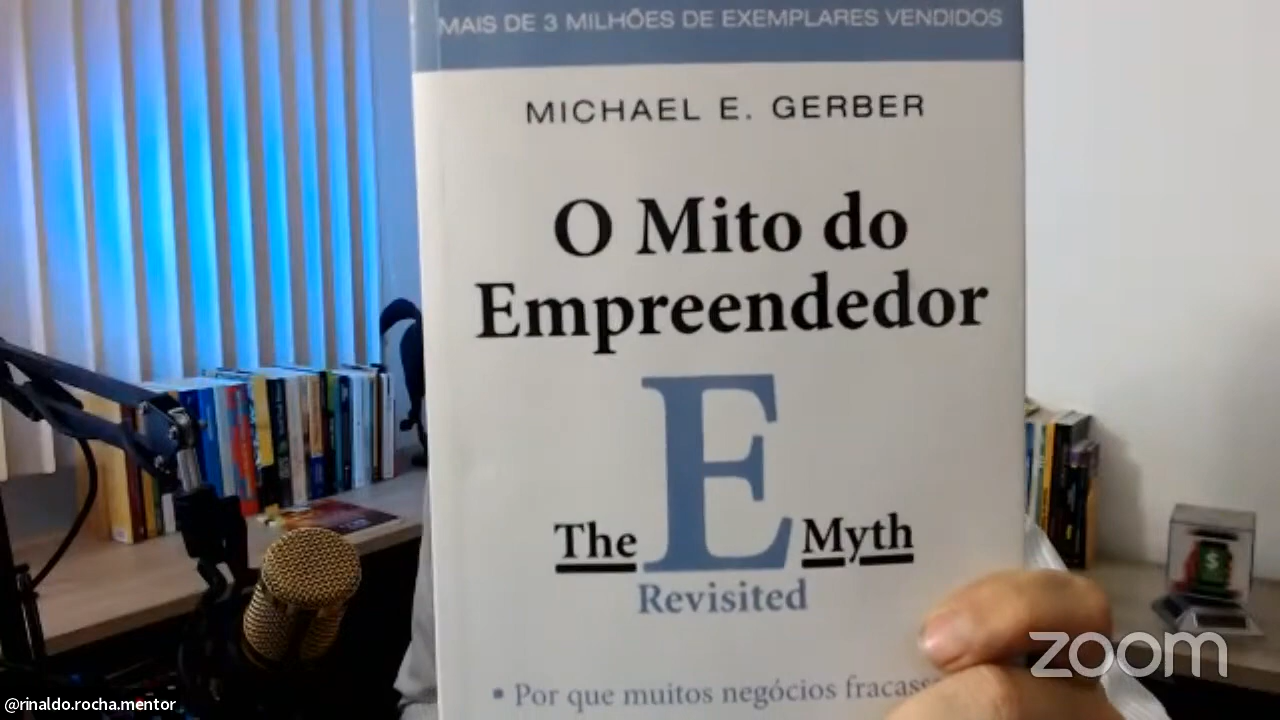 MAIS DE 3 MILHÕES DE EXEMPLARES VENDIDOS
MICHAEL E. GERBER
O Mito do
Empreendedor
The E Myth
Revisited
• Por que muitos negócios
zoom
@rinaldo.rocha.mentor